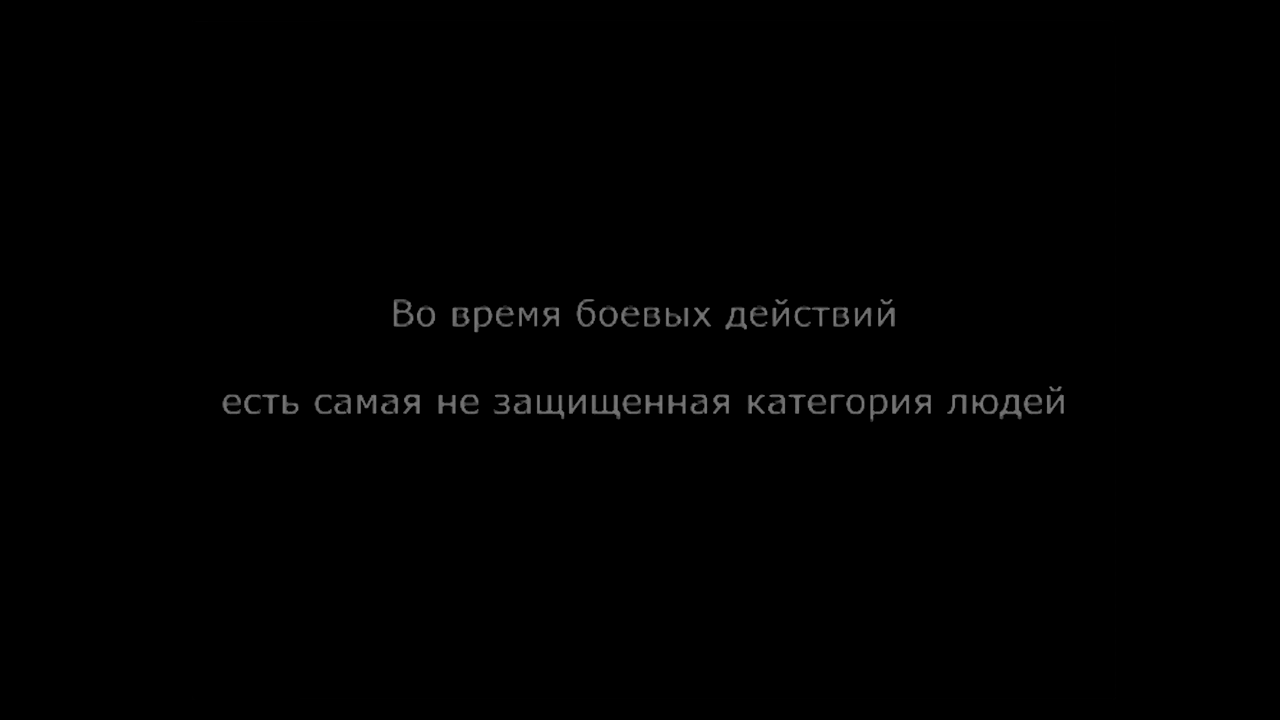 Во время боевых действий
есть самая не защищенная категория людей